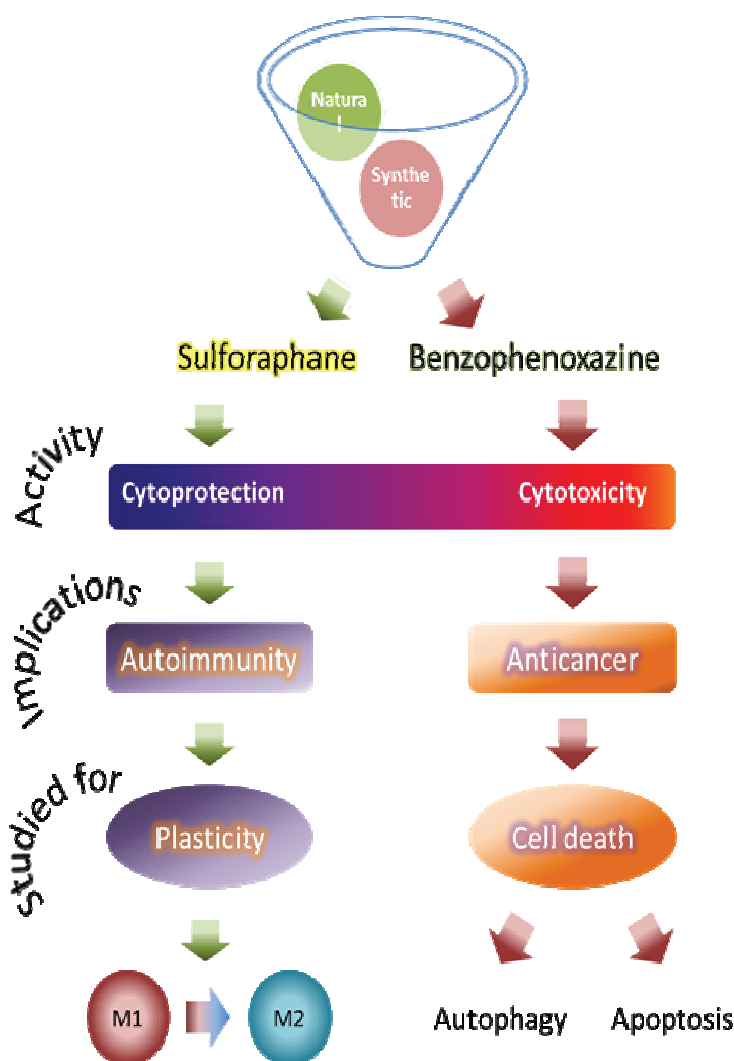 Natura
l
Synthe
tic
Sulforaphane Benzophenoxazine
Activity
Cytoprotection Cytotoxicity
Implications
Autoimmunity Anticancer
Studied for
Plasticity Cell death
M1 M2 Autophagy Apoptosis